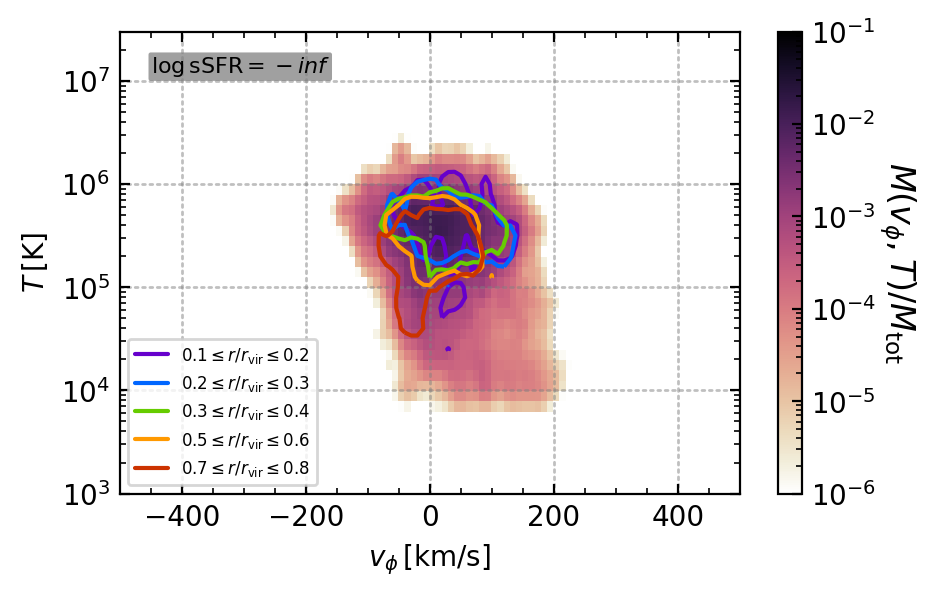 log sSFR = −inf
10⁷
10⁶
10⁵
10⁴
10³
T [K]
−400 −200 0 200 400
v_ϕ [km/s]
0.1 ≤ r/r_vir ≤ 0.2
0.2 ≤ r/r_vir ≤ 0.3
0.3 ≤ r/r_vir ≤ 0.4
0.5 ≤ r/r_vir ≤ 0.6
0.7 ≤ r/r_vir ≤ 0.8
10⁻¹
10⁻²
10⁻³
10⁻⁴
10⁻⁵
10⁻⁶
M(v_ϕ, T)/M_tot